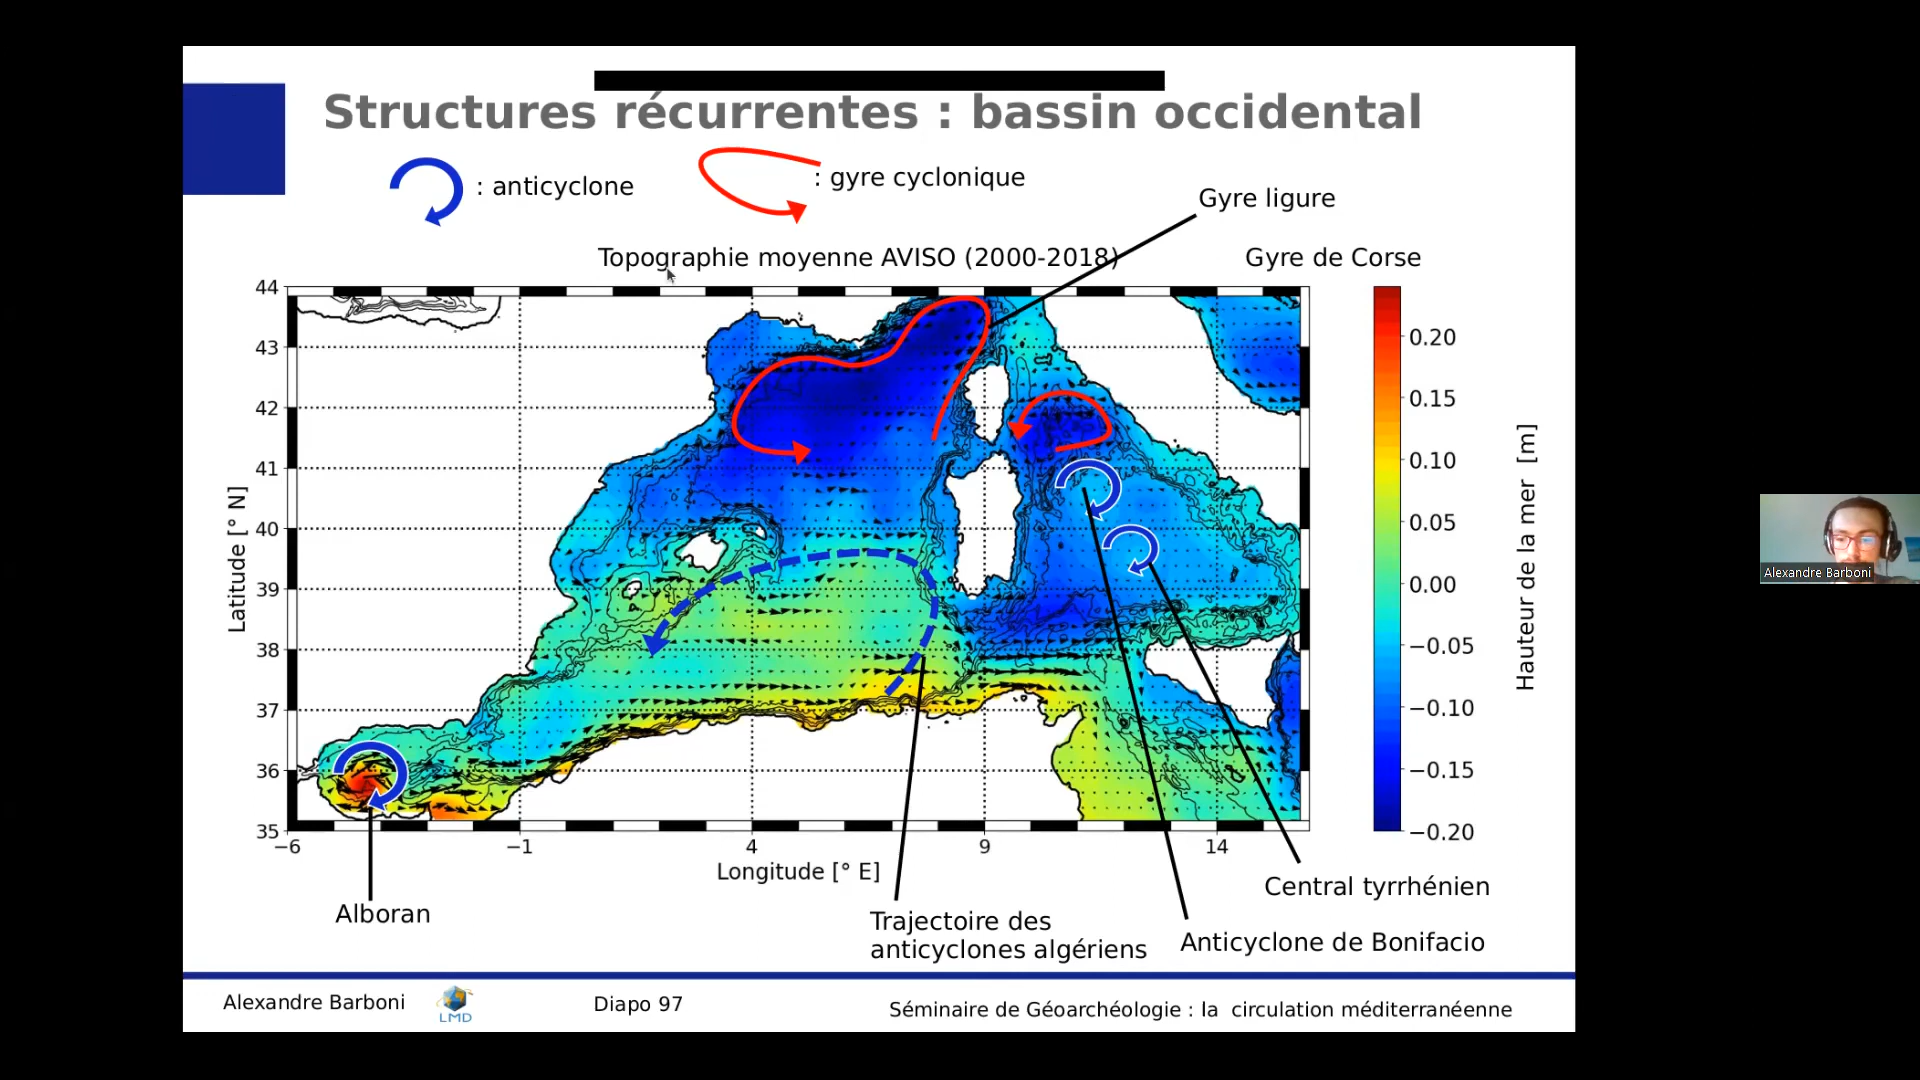 Structures récurrentes : bassin occidental
: anticyclone
: gyre cyclonique
Gyre ligure
Topographie moyenne AVISO (2000-2018)
Gyre de Corse
44
43
42
41
40
39
38
37
36
35
Latitude [° N]
−6
−1
4
9
14
Longitude [° E]
0.20
0.15
0.10
0.05
0.00
−0.05
−0.10
−0.15
−0.20
Hauteur de la mer [m]
Alexandre Barboni
Central tyrrhénien
Alboran
Trajectoire des
anticyclones algériens
Anticyclone de Bonifacio
Alexandre Barboni
LMD
Diapo 97
Séminaire de Géoarchéologie : la circulation méditerranéenne